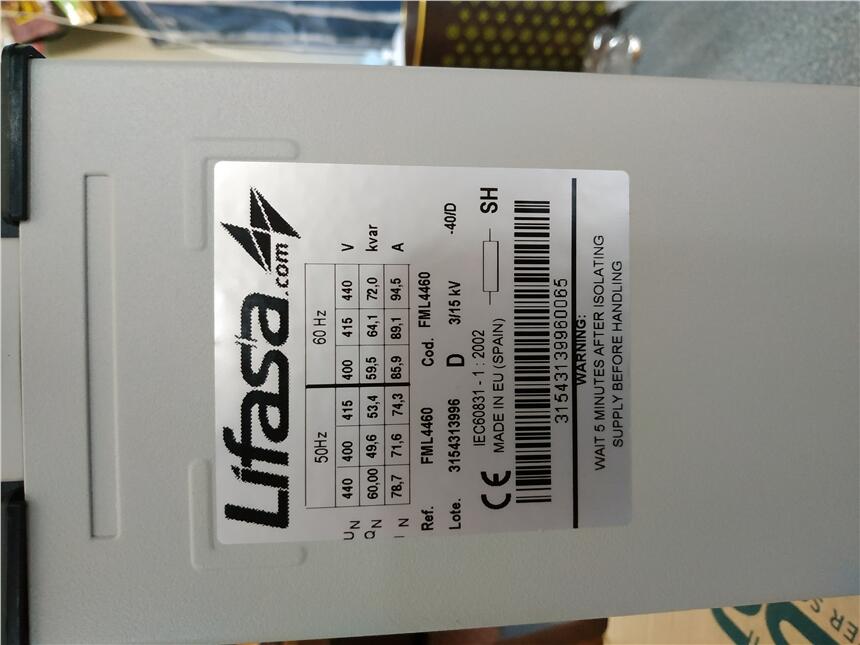 Lifasa
.com
50Hz 60 Hz
UN 440 400 415 400 415 440 V
QN 60,00 49,6 53,4 59,5 64,1 72,0 kvar
I N 78,7 71,6 74,3 85,9 89,1 94,5 A
Ref. FML4460 Cod. FML4460
Lote. 3154313996 D 3/15 kV -40/D
IEC60831 - 1 : 2002
CE MADE IN EU (SPAIN) SH
31543139960065
WARNING:
WAIT 5 MINUTES AFTER ISOLATING
SUPPLY BEFORE HANDLING